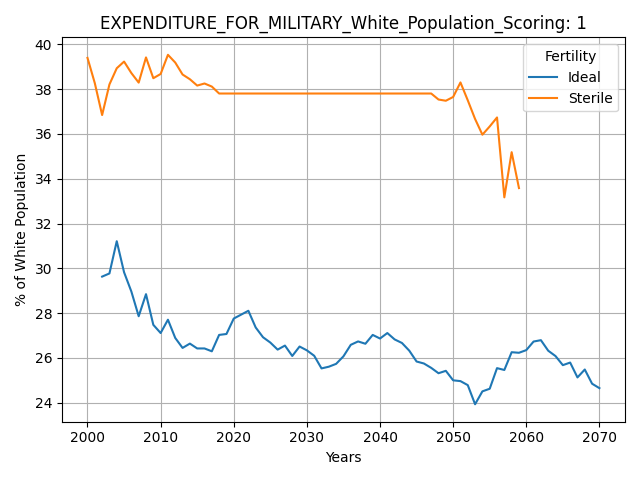 EXPENDITURE_FOR_MILITARY_White_Population_Scoring: 1
Fertility
Ideal
Sterile
40
38
36
34
32
30
28
26
24
% of White Population
2000
2010
2020
2030
2040
2050
2060
2070
Years